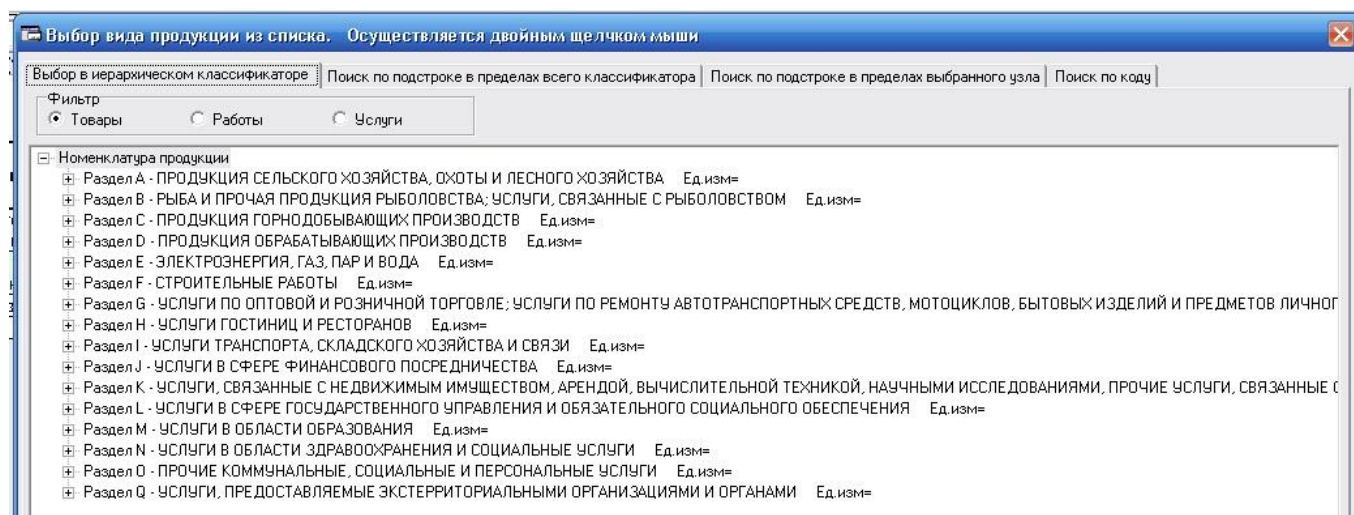 Выбор вида продукции из списка. Осуществляется двойным щелчком мыши
Выбор в иерархическом классификаторе Поиск по подстроке в пределах всего классификатора Поиск по подстроке в пределах выбранного узла Поиск по коду
Фильтр
Товары Работы Услуги
Номенклатура продукции
Раздел A - ПРОДУКЦИЯ СЕЛЬСКОГО ХОЗЯЙСТВА, ОХОТЫ И ЛЕСНОГО ХОЗЯЙСТВА Ед.изм=
Раздел B - РЫБА И ПРОЧАЯ ПРОДУКЦИЯ РЫБОЛОВСТВА; УСЛУГИ, СВЯЗАННЫЕ С РЫБОЛОВСТВОМ Ед.изм=
Раздел C - ПРОДУКЦИЯ ГОРНОДОБЫВАЮЩИХ ПРОИЗВОДСТВ Ед.изм=
Раздел D - ПРОДУКЦИЯ ОБРАБАТЫВАЮЩИХ ПРОИЗВОДСТВ Ед.изм=
Раздел E - ЭЛЕКТРОЭНЕРГИЯ, ГАЗ, ПАР И ВОДА Ед.изм=
Раздел F - СТРОИТЕЛЬНЫЕ РАБОТЫ Ед.изм=
Раздел G - УСЛУГИ ПО ОПТОВОЙ И РОЗНИЧНОЙ ТОРГОВЛЕ; УСЛУГИ ПО РЕМОНТУ АВТОТРАНСПОРТНЫХ СРЕДСТВ, МОТОЦИКЛОВ, БЫТОВЫХ ИЗДЕЛИЙ И ПРЕДМЕТОВ
Раздел H - УСЛУГИ ГОСТИНИЦ И РЕСТОРАНОВ Ед.изм=
Раздел I - УСЛУГИ ТРАНСПОРТА, СКЛАДСКОГО ХОЗЯЙСТВА И СВЯЗИ Ед.изм=
Раздел J - УСЛУГИ В СФЕРЕ ФИНАНСОВОГО ПОСРЕДНИЧЕСТВА Ед.изм=
Раздел K - УСЛУГИ, СВЯЗАННЫЕ С НЕДВИЖИМЫМ ИМУЩЕСТВОМ, АРЕНДОЙ, ВЫЧИСЛИТЕЛЬНОЙ ТЕХНИКОЙ, НАУЧНЫМИ ИССЛЕДОВАНИЯМИ, ПРОЧИЕ УСЛУГИ, СВЯЗАННЫЕ
Раздел L - УСЛУГИ В СФЕРЕ ГОСУДАРСТВЕННОГО УПРАВЛЕНИЯ И ОБЯЗАТЕЛЬНОГО СОЦИАЛЬНОГО ОБЕСПЕЧЕНИЯ Ед.изм=
Раздел M - УСЛУГИ В ОБЛАСТИ ОБРАЗОВАНИЯ Ед.изм=
Раздел N - УСЛУГИ В ОБЛАСТИ ЗДРАВООХРАНЕНИЯ И СОЦИАЛЬНЫЕ УСЛУГИ Ед.изм=
Раздел O - ПРОЧИЕ КОММУНАЛЬНЫЕ, СОЦИАЛЬНЫЕ И ПЕРСОНАЛЬНЫЕ УСЛУГИ Ед.изм=
Раздел Q - УСЛУГИ, ПРЕДОСТАВЛЯЕМЫЕ ЭКСТЕРРИТОРИАЛЬНЫМИ ОРГАНИЗАЦИЯМИ И ОРГАНАМИ Ед.изм=